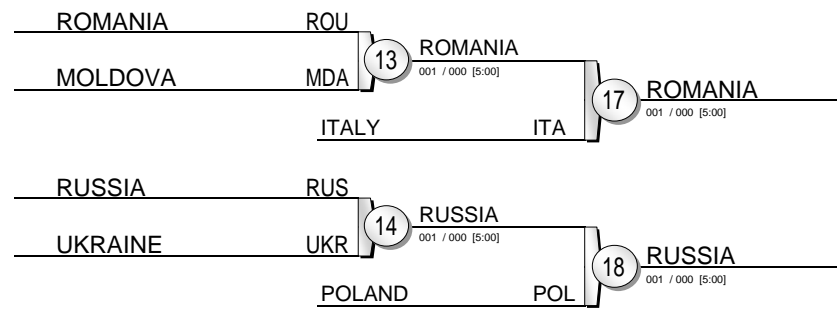 ROMANIA ROU
13 ROMANIA
001 / 000 [5:00]
MOLDOVA MDA
17 ROMANIA
001 / 000 [5:00]
ITALY ITA
RUSSIA RUS
14 RUSSIA
001 / 000 [5:00]
UKRAINE UKR
18 RUSSIA
001 / 000 [5:00]
POLAND POL